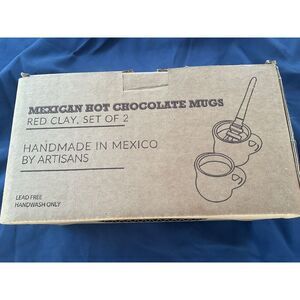 MEXICAN HOT CHOCOLATE MUGS
RED CLAY, SET OF 2
HANDMADE IN MEXICO
BY ARTISANS
LEAD FREE
HANDWASH ONLY